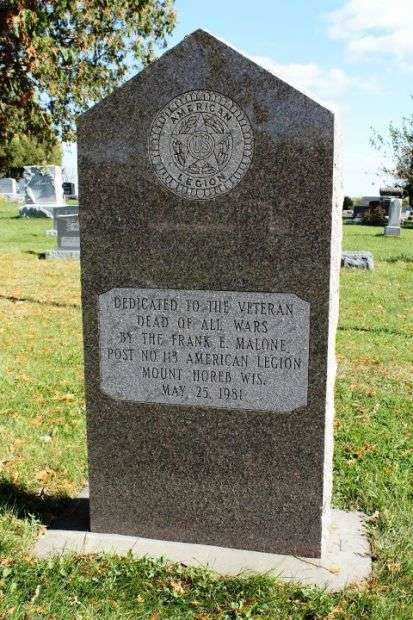 AMERICAN
US
LEGION
DEDICATED TO THE VETERAN
DEAD OF ALL WARS
BY THE FRANK E. MALONE
POST NO. 113 AMERICAN LEGION
MOUNT HOREB WIS.
MAY 25, 1981